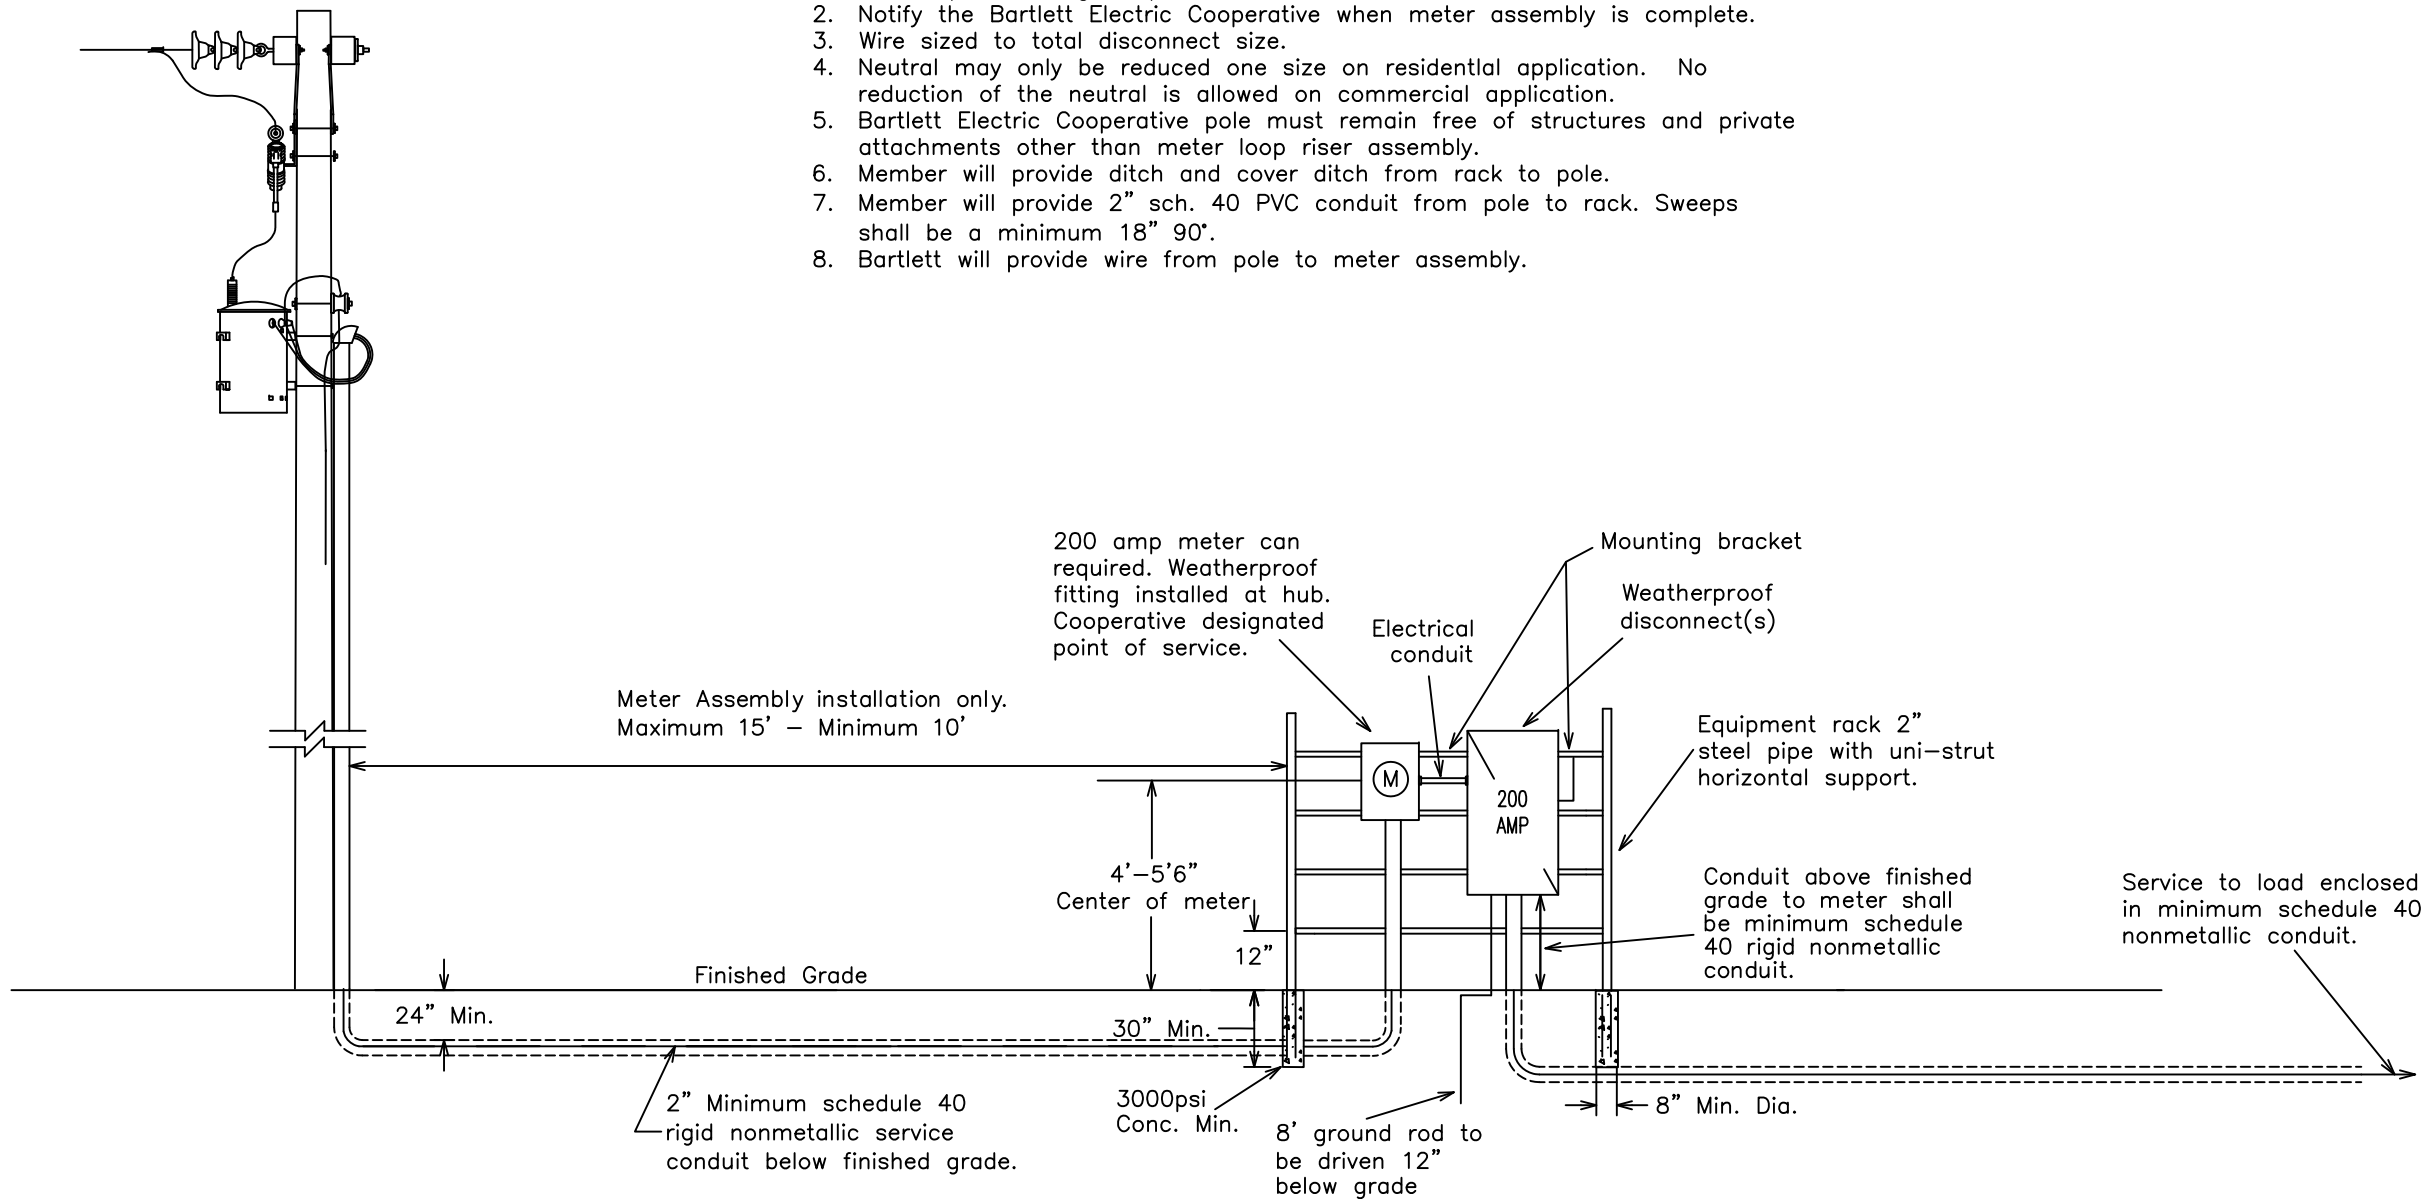 2. Notify the Bartlett Electric Cooperative when meter assembly is complete.
3. Wire sized to total disconnect size.
4. Neutral may only be reduced one size on residentlal application. No
reduction of the neutral is allowed on commercial application.
5. Bartlett Electric Cooperative pole must remain free of structures and private
attachments other than meter loop riser assembly.
6. Member will provide ditch and cover ditch from rack to pole.
7. Member will provide 2” sch. 40 PVC conduit from pole to rack. Sweeps
shall be a minimum 18” 90°.
8. Bartlett will provide wire from pole to meter assembly.
200 amp meter can
required. Weatherproof
fitting installed at hub.
Cooperative designated
point of service.
Electrical
conduit
Mounting bracket
Weatherproof
disconnect(s)
Meter Assembly installation only.
Maximum 15’ – Minimum 10’
Equipment rack 2”
steel pipe with uni–strut
horizontal support.
M
200
AMP
4’–5’6”
Center of meter
12”
Conduit above finished
grade to meter shall
be minimum schedule
40 rigid nonmetallic
conduit.
Service to load enclosed
in minimum schedule 40
nonmetallic conduit.
Finished Grade
24” Min.
30” Min.
2” Minimum schedule 40
rigid nonmetallic service
conduit below finished grade.
3000psi
Conc. Min.
8’ ground rod to
be driven 12”
below grade
8” Min. Dia.